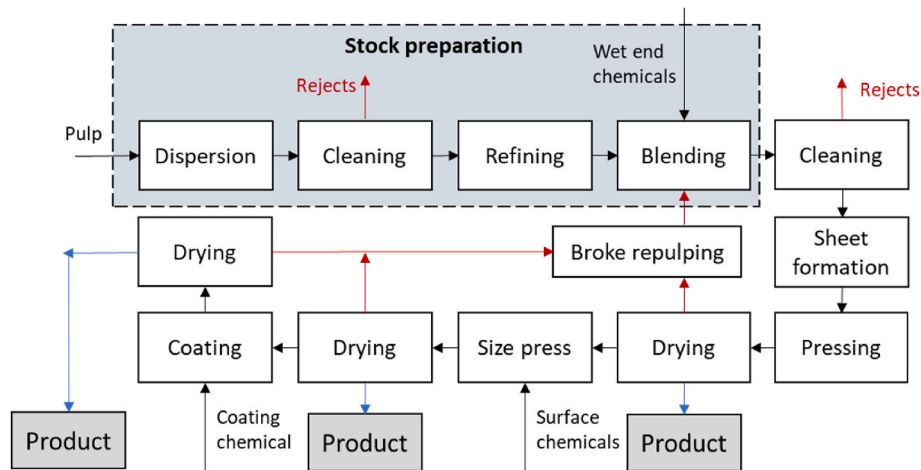 Stock preparation
Wet end
chemicals
Rejects
Rejects
Pulp
Dispersion
Cleaning
Refining
Blending
Cleaning
Drying
Broke repulping
Sheet
formation
Coating
Drying
Size press
Drying
Pressing
Coating
chemical
Surface
chemicals
Product
Product
Product